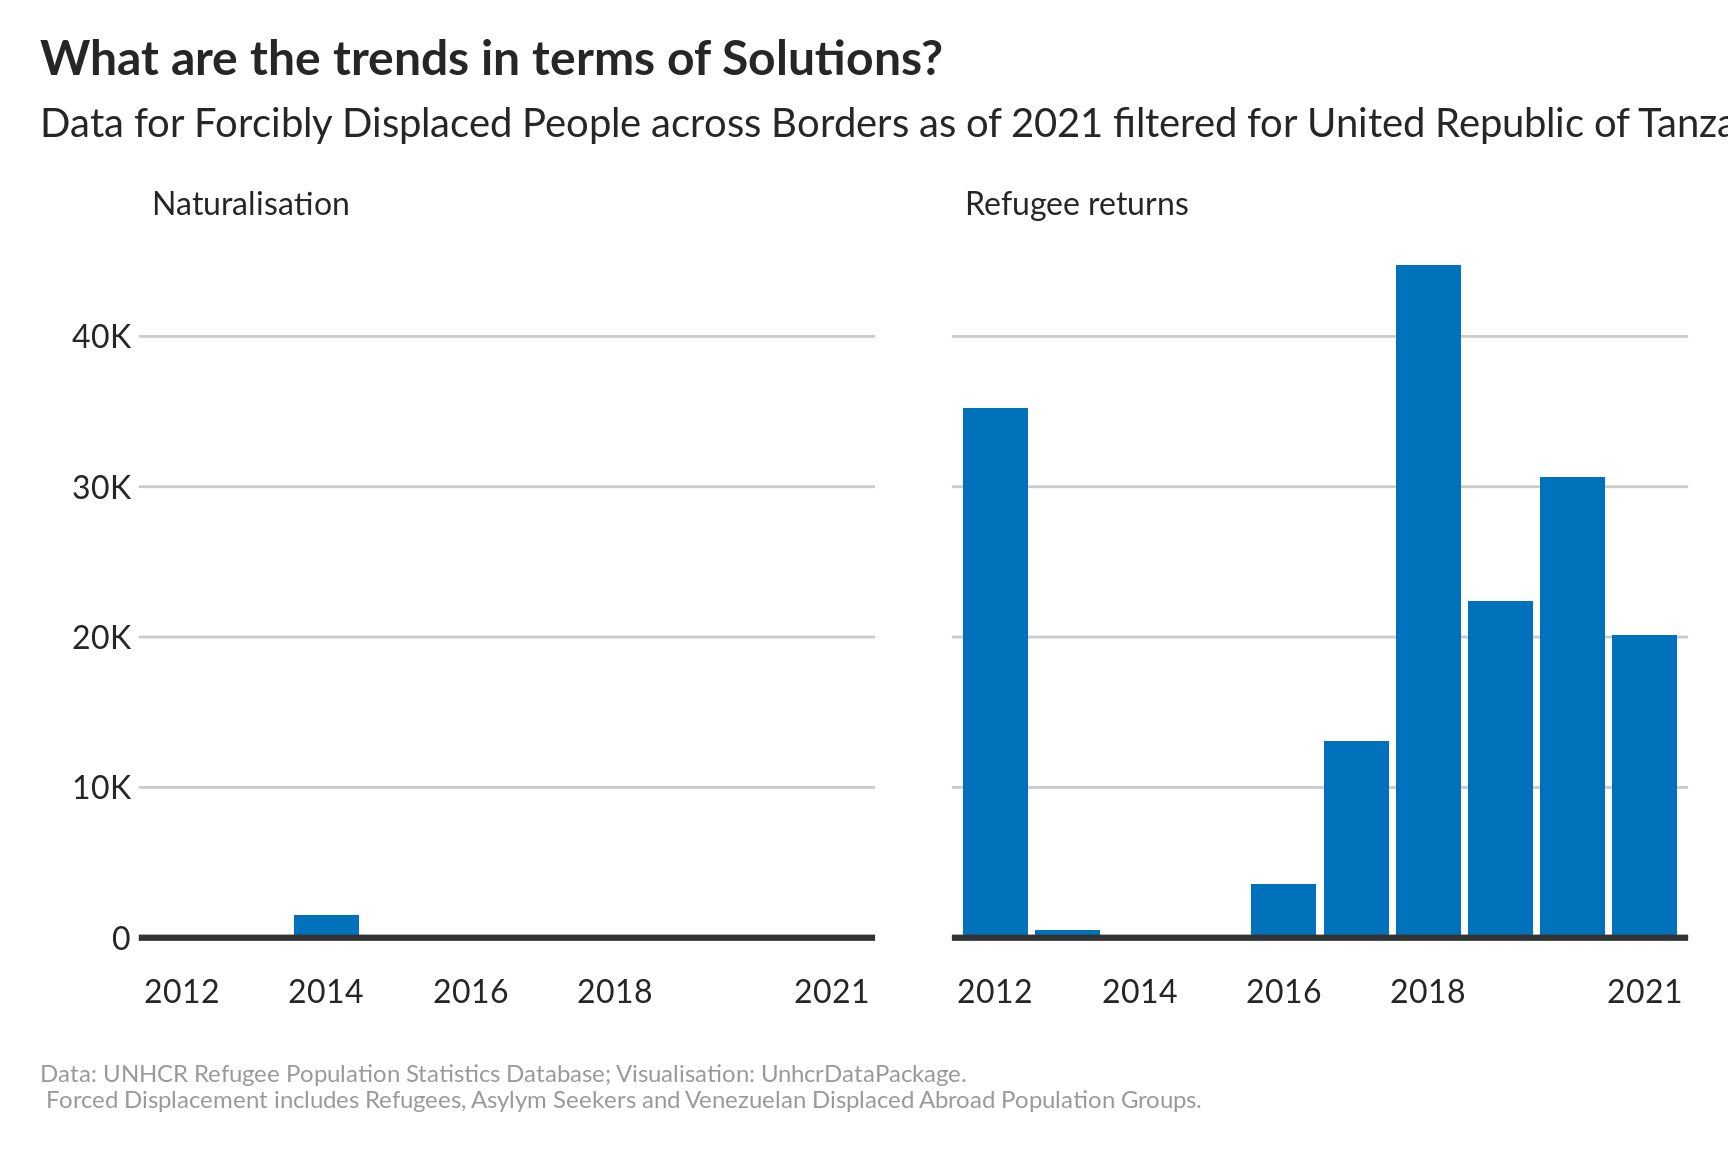 What are the trends in terms of Solutions?
Data for Forcibly Displaced People across Borders as of 2021 filtered for United Republic of Tanza
Naturalisation
Refugee returns
40K
30K
20K
10K
0
2012 2014 2016 2018 2021
2012 2014 2016 2018 2021
Data: UNHCR Refugee Population Statistics Database; Visualisation: UnhcrDataPackage.
Forced Displacement includes Refugees, Asylym Seekers and Venezuelan Displaced Abroad Population Groups.